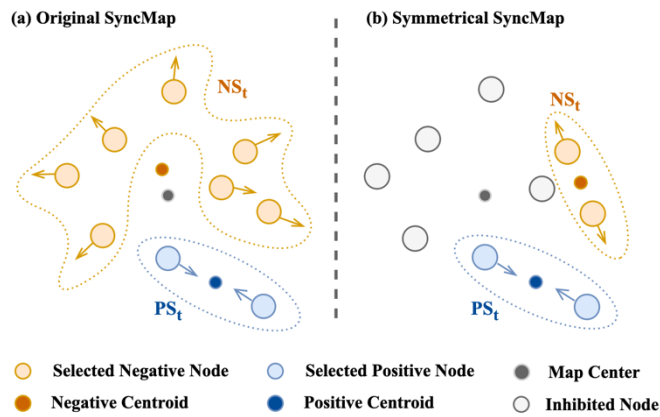 (a) Original SyncMap
(b) Symmetrical SyncMap
NSₜ
NSₜ
PSₜ
PSₜ
Selected Negative Node
Selected Positive Node
Map Center
Negative Centroid
Positive Centroid
Inhibited Node